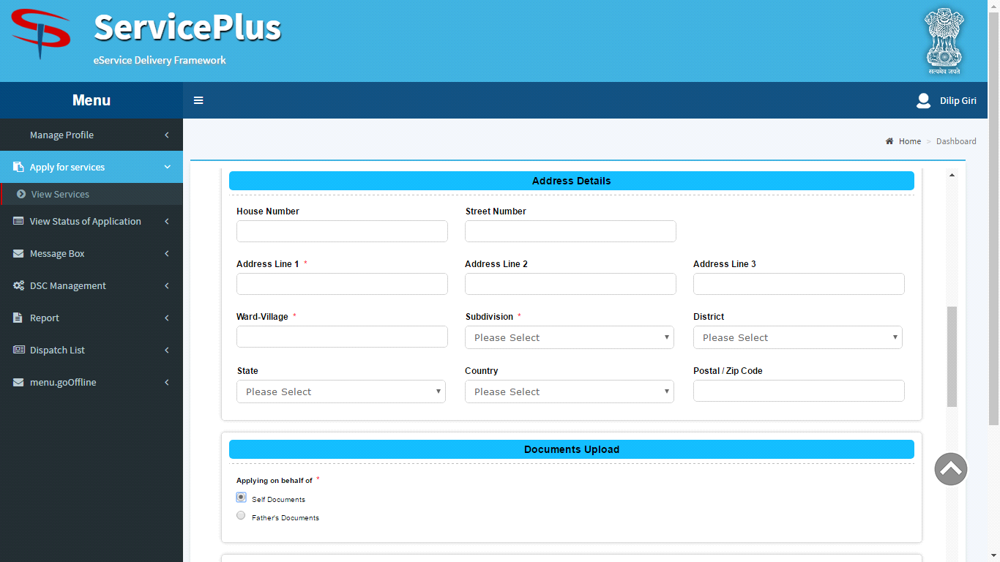 ServicePlus
eService Delivery Framework
सत्यमेव जयते
Menu
Dilip Giri
Manage Profile
Apply for services
View Services
View Status of Application
Message Box
DSC Management
Report
Dispatch List
menu.goOffline
Home > Dashboard
Address Details
House Number Street Number
Address Line 1 * Address Line 2 Address Line 3
Ward-Village * Subdivision * District
Please Select Please Select
State Country Postal / Zip Code
Please Select Please Select
Documents Upload
Applying on behalf of *
Self Documents
Father's Documents